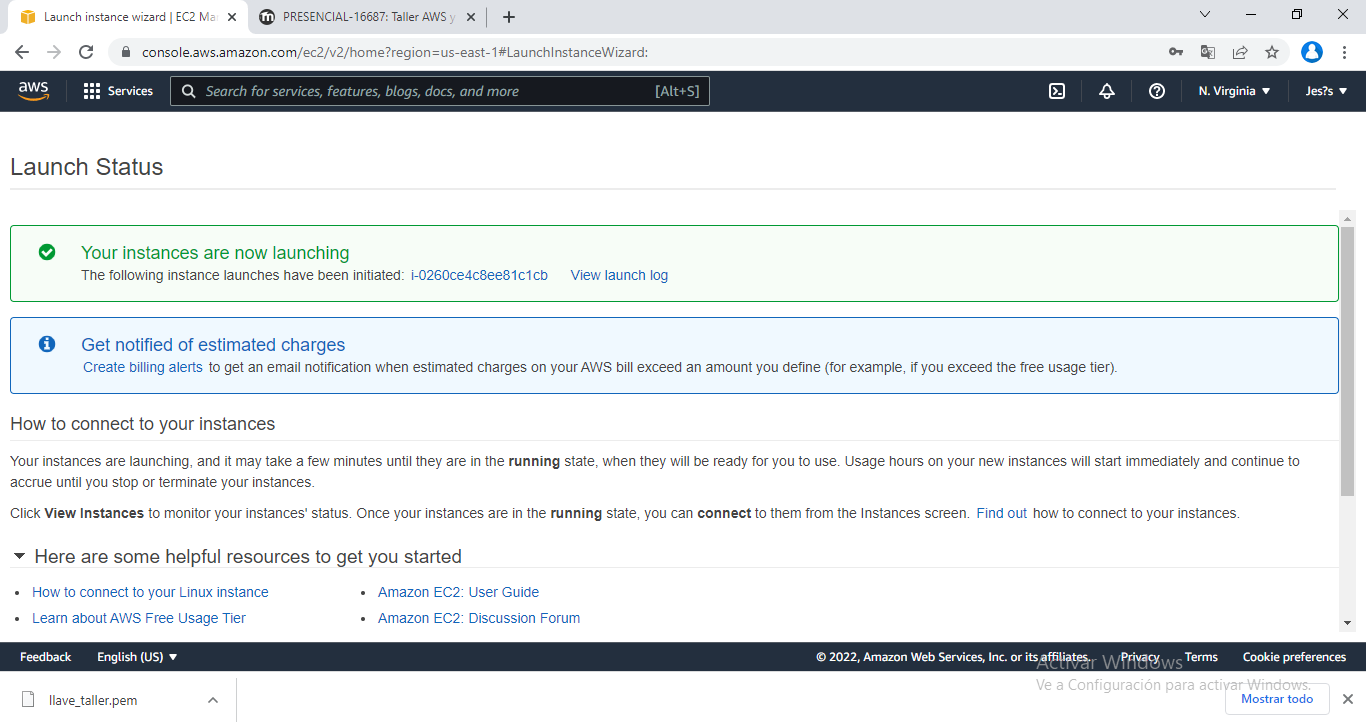 Launch instance wizard | EC2 Ma
PRESENCIAL-16687: Taller AWS y
console.aws.amazon.com/ec2/v2/home?region=us-east-1#LaunchInstanceWizard:
aws Services Search for services, features, blogs, docs, and more [Alt+S] N. Virginia Jes?s
Launch Status
Your instances are now launching
The following instance launches have been initiated: i-0260ce4c8ee81c1cb View launch log
Get notified of estimated charges
Create billing alerts to get an email notification when estimated charges on your AWS bill exceed an amount you define (for example, if you exceed the free usage tier).
How to connect to your instances
Your instances are launching, and it may take a few minutes until they are in the running state, when they will be ready for you to use. Usage hours on your new instances will start immediately and continue to
accrue until you stop or terminate your instances.
Click View Instances to monitor your instances' status. Once your instances are in the running state, you can connect to them from the Instances screen. Find out how to connect to your instances.
Here are some helpful resources to get you started
• How to connect to your Linux instance
• Amazon EC2: User Guide
• Learn about AWS Free Usage Tier
• Amazon EC2: Discussion Forum
Feedback English (US) © 2022, Amazon Web Services, Inc. or its affiliates. Privacy Terms Cookie preferences
Activar Windows
Ve a Configuración para activar Windows.
llave_taller.pem
Mostrar todo